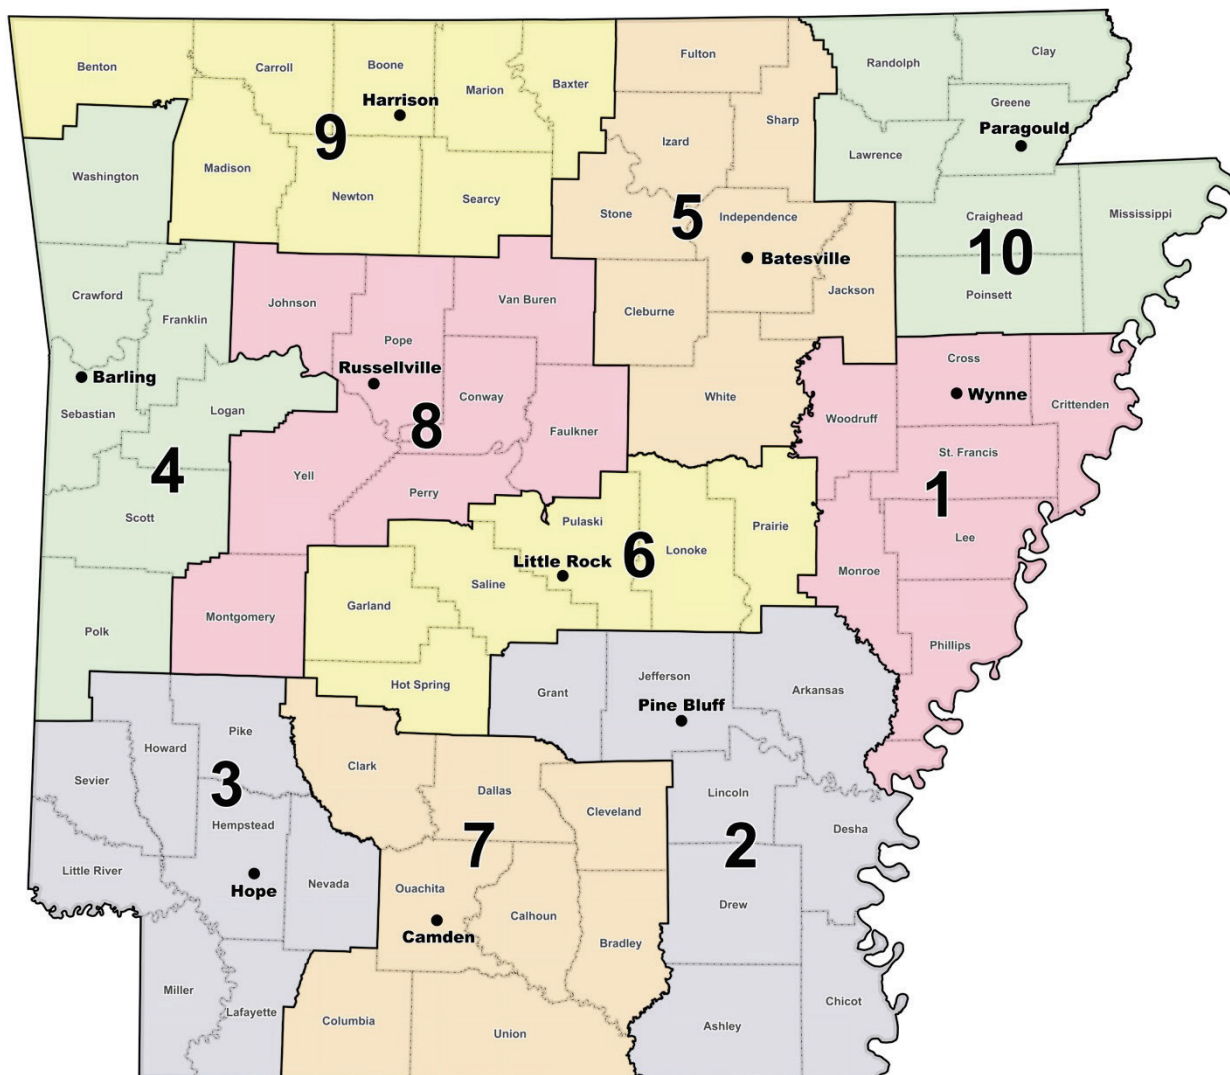 Fulton
Clay
Randolph
Benton
Carroll
Boone
Marion
Baxter
Harrison
Greene
Paragould
Sharp
9
Izard
Lawrence
Madison
Washington
Newton
Searcy
Stone
5
Independence
Craighead
Mississippi
10
Batesville
Crawford
Franklin
Johnson
Van Buren
Cleburne
Jackson
Poinsett
Pope
Russellville
Cross
Wynne
Barling
Sebastian
Logan
Conway
White
Woodruff
Crittenden
8
Faulkner
4
Yell
Perry
St. Francis
1
Scott
Pulaski
Prairie
Lee
Little Rock
6
Lonoke
Saline
Monroe
Garland
Montgomery
Polk
Phillips
Hot Spring
Grant
Jefferson
Arkansas
Pine Bluff
Pike
Howard
Clark
Sevier
3
Dallas
Lincoln
Cleveland
Hempstead
7
2
Desha
Little River
Hope
Nevada
Ouachita
Camden
Calhoun
Drew
Bradley
Miller
Lafayette
Columbia
Union
Ashley
Chicot